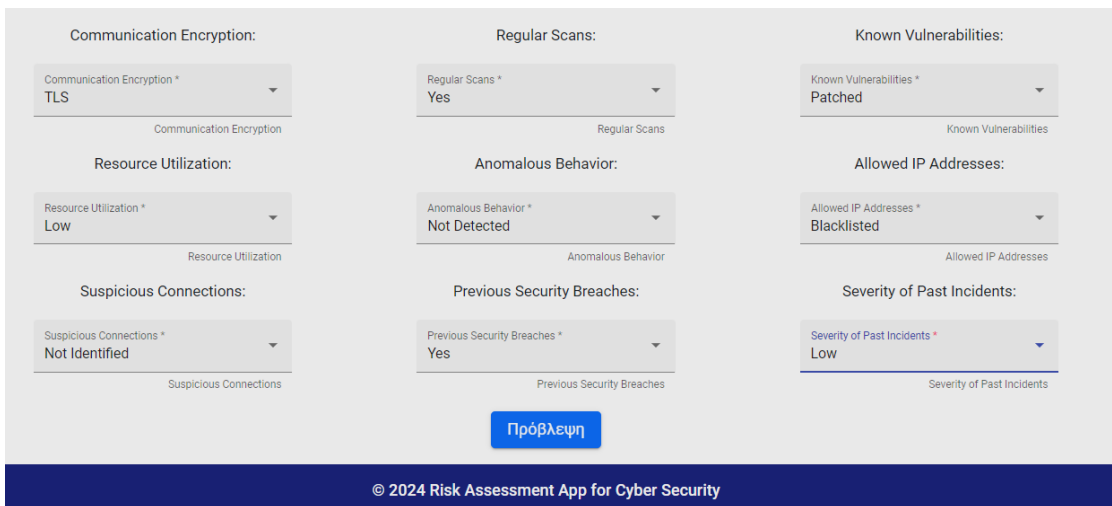 Communication Encryption:
Regular Scans:
Known Vulnerabilities:
Communication Encryption *
TLS
Communication Encryption
Regular Scans *
Yes
Regular Scans
Known Vulnerabilities *
Patched
Known Vulnerabilities
Resource Utilization:
Anomalous Behavior:
Allowed IP Addresses:
Resource Utilization *
Low
Resource Utilization
Anomalous Behavior *
Not Detected
Anomalous Behavior
Allowed IP Addresses *
Blacklisted
Allowed IP Addresses
Suspicious Connections:
Previous Security Breaches:
Severity of Past Incidents:
Suspicious Connections *
Not Identified
Suspicious Connections
Previous Security Breaches *
Yes
Previous Security Breaches
Severity of Past Incidents *
Low
Severity of Past Incidents
Πρόβλεψη
© 2024 Risk Assessment App for Cyber Security